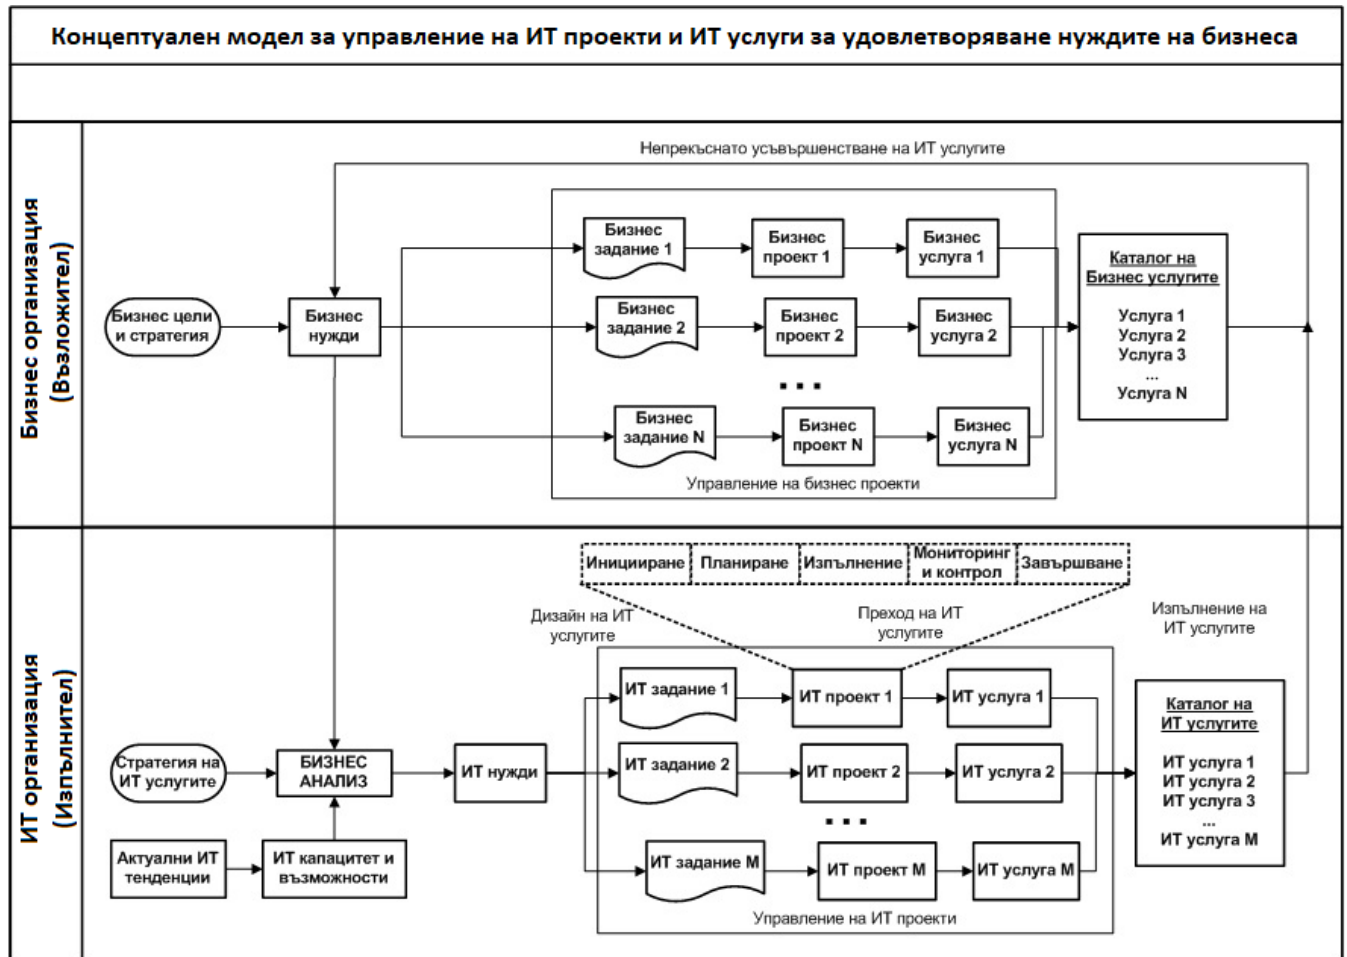 Концептуален модел за управление на ИТ проекти и ИТ услуги за удовлетворяване нуждите на бизнеса
Бизнес организация
(Възложител)
Непрекъснато усъвършенстване на ИТ услугите
Бизнес цели
и стратегия
Бизнес
нужди
Бизнес
задание 1
Бизнес
проект 1
Бизнес
услуга 1
Бизнес
задание 2
Бизнес
проект 2
Бизнес
услуга 2
...
Бизнес
задание N
Бизнес
проект N
Бизнес
услуга N
Управление на бизнес проекти
Каталог на
Бизнес услугите
Услуга 1
Услуга 2
Услуга 3
...
Услуга N
ИТ организация
(Изпълнител)
Иницииране
Планиране
Изпълнение
Мониторинг
и контрол
Завършване
Дизайн на ИТ
услугите
Преход на ИТ
услугите
Изпълнение на
ИТ услугите
Стратегия на
ИТ услугите
БИЗНЕС
АНАЛИЗ
ИТ нужди
Актуални ИТ
тенденции
ИТ капацитет и
възможности
ИТ задание 1
ИТ проект 1
ИТ услуга 1
ИТ задание 2
ИТ проект 2
ИТ услуга 2
...
ИТ задание M
ИТ проект M
ИТ услуга M
Управление на ИТ проекти
Каталог на
ИТ услугите
ИТ услуга 1
ИТ услуга 2
ИТ услуга 3
...
ИТ услуга M